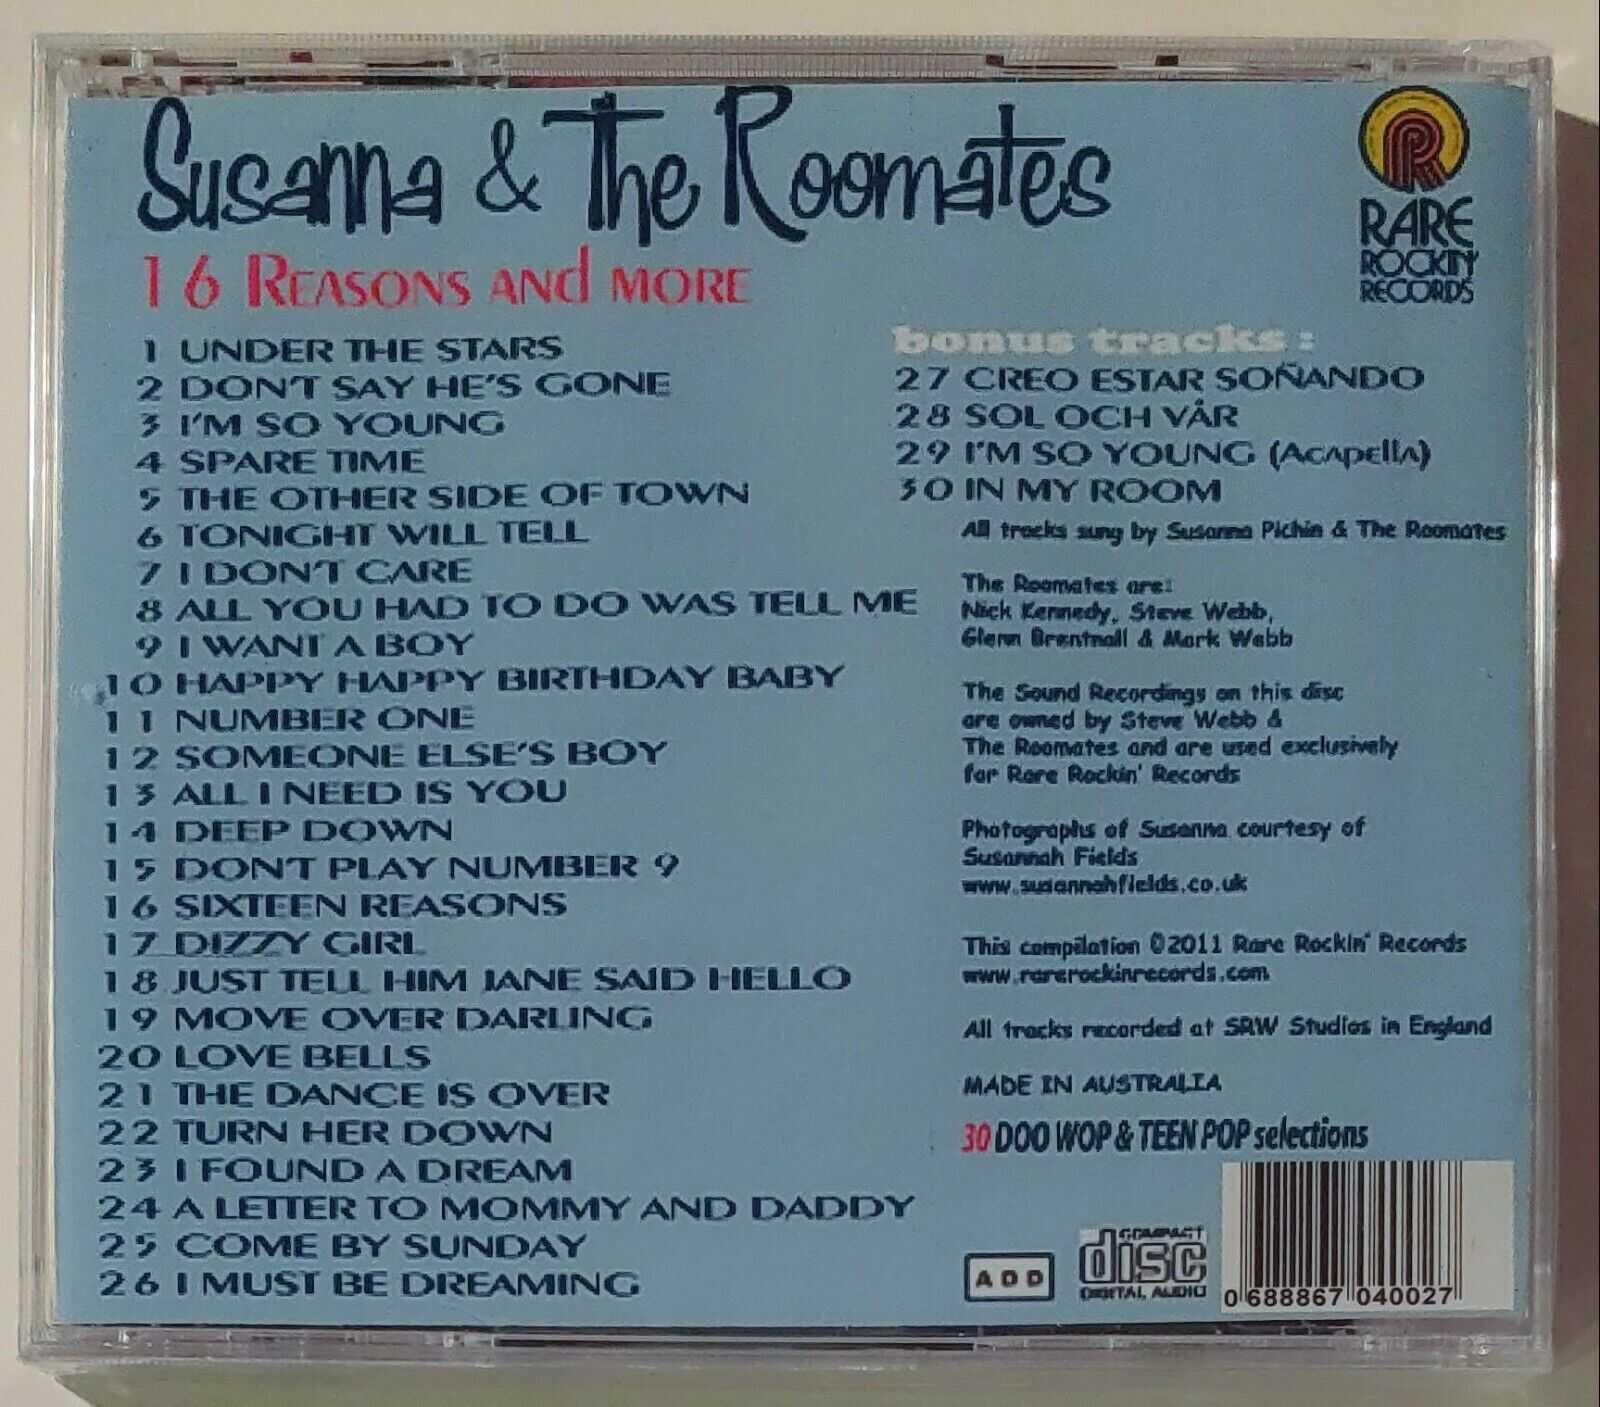 Susanna & The Roomates
16 REASONS AND MORE
R
RARE
ROCKIN'
RECORDS
1 UNDER THE STARS
2 DON'T SAY HE'S GONE
3 I'M SO YOUNG
4 SPARE TIME
5 THE OTHER SIDE OF TOWN
6 TONIGHT WILL TELL
7 I DON'T CARE
8 ALL YOU HAD TO DO WAS TELL ME
9 I WANT A BOY
10 HAPPY HAPPY BIRTHDAY BABY
11 NUMBER ONE
12 SOMEONE ELSE'S BOY
13 ALL I NEED IS YOU
14 DEEP DOWN
15 DON'T PLAY NUMBER 9
16 SIXTEEN REASONS
17 DIZZY GIRL
18 JUST TELL HIM JANE SAID HELLO
19 MOVE OVER DARLING
20 LOVE BELLS
21 THE DANCE IS OVER
22 TURN HER DOWN
23 I FOUND A DREAM
24 A LETTER TO MOMMY AND DADDY
25 COME BY SUNDAY
26 I MUST BE DREAMING
bonus tracks:
27 CREO ESTAR SOÑANDO
28 SOL OCH VÅR
29 I'M SO YOUNG (Acapella)
30 IN MY ROOM
All tracks sung by Susanna Pichin & The Roomates
The Roomates are:
Nick Kennedy, Steve Webb,
Glenn Brentnall & Mark Webb
The Sound Recordings on this disc
are owned by Steve Webb &
The Roomates and are used exclusively
for Rare Rockin' Records
Photographs of Susanna courtesy of
Susannah Fields
www.susannahfields.co.uk
This compilation ©2011 Rare Rockin' Records
www.rarerockinrecords.com
All tracks recorded at SRW Studios in England
MADE IN AUSTRALIA
30 DOO WOP & TEEN POP selections
ADD
COMPACT
disc
DIGITAL AUDIO
0 688867 040027